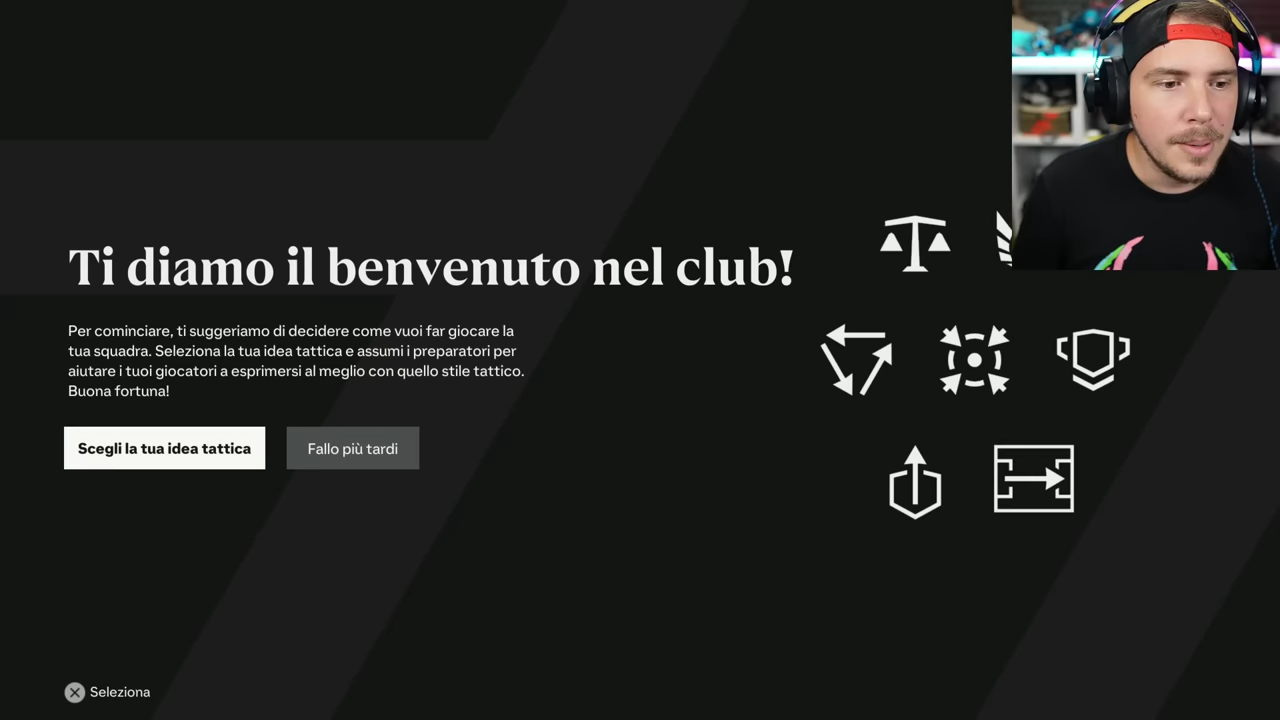 Ti diamo il benvenuto nel club!
Per cominciare, ti suggeriamo di decidere come vuoi far giocare la
tua squadra. Seleziona la tua idea tattica e assumi i preparatori per
aiutare i tuoi giocatori a esprimersi al meglio con quello stile tattico.
Buona fortuna!
Scegli la tua idea tattica
Fallo più tardi
Seleziona